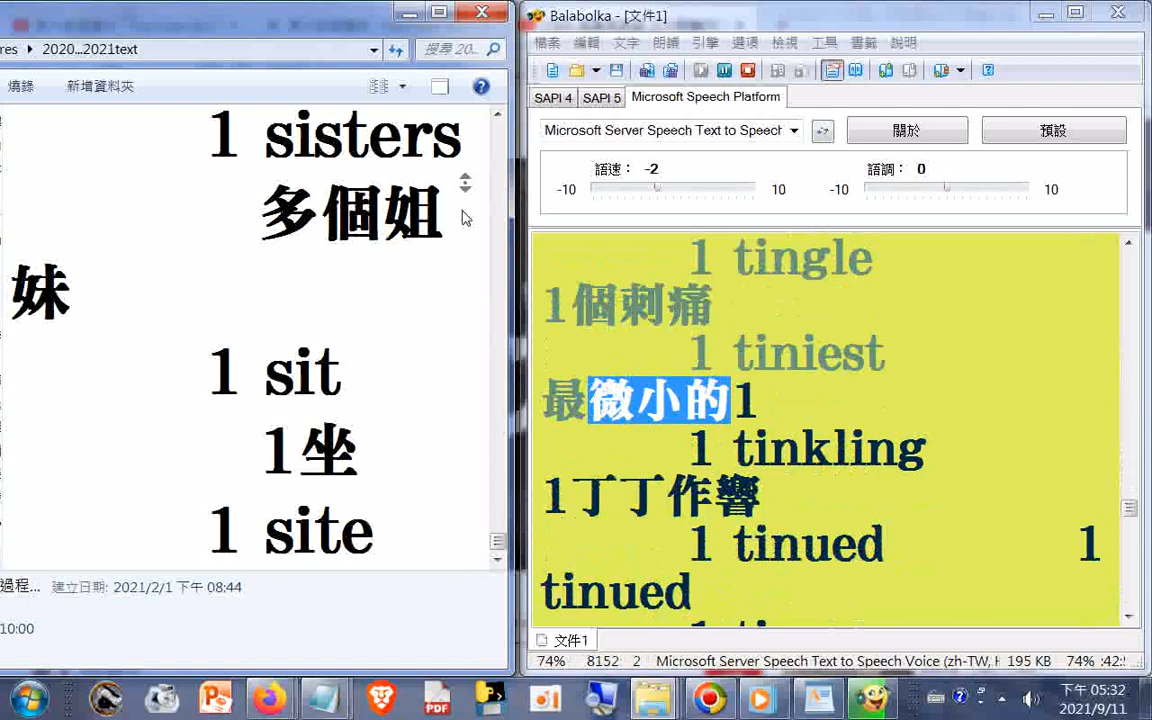 res ▸ 2020...2021text
搜尋 20...
燒錄 新增資料夾
1 sisters
多個姐
妹
1 sit
1坐
1 site
過程... 建立日期: 2021/2/1 下午 08:44
10:00
Balabolka - [文件1]
檔案 編輯 文字 朗讀 引擎 選項 檢視 工具 書籤 說明
SAPI 4 SAPI 5 Microsoft Speech Platform
Microsoft Server Speech Text to Speech 關於 預設
語速： -2 語調： 0
-10 10 -10 10
1 tingle
1個刺痛
1 tiniest
最微小的1
1 tinkling
1丁丁作響
1 tinued 1
tinued
文件1
74% 8152 2 Microsoft Server Speech Text to Speech Voice (zh-TW, 195 KB 74%
PDF
下午 05:32
2021/9/11